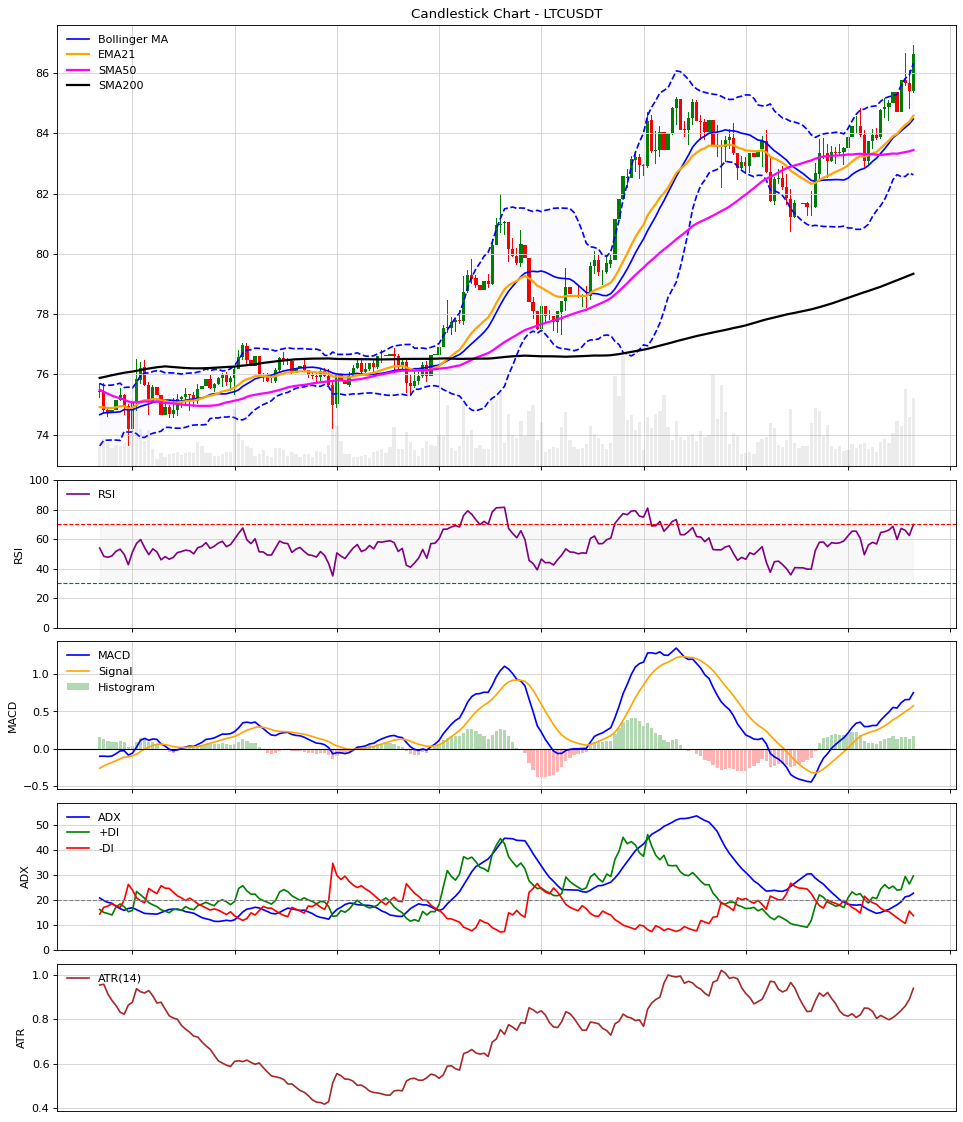 Candlestick Chart - LTCUSDT
Bollinger MA
EMA21
SMA50
SMA200
86
84
82
80
78
76
74
RSI
RSI
100
80
60
40
20
0
MACD
MACD
Signal
Histogram
1.0
0.5
0.0
−0.5
ADX
ADX
+DI
-DI
50
40
30
20
10
0
ATR
ATR(14)
1.0
0.8
0.6
0.4